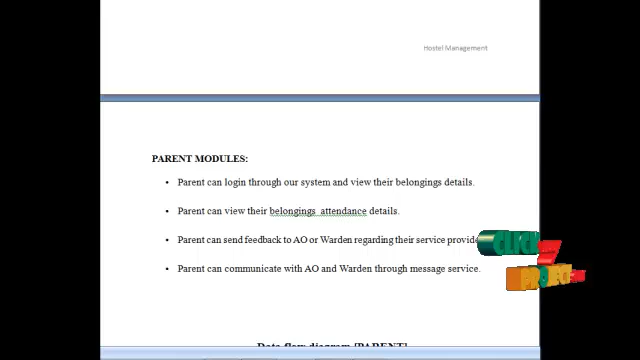 Hostel Management
PARENT MODULES:
• Parent can login through our system and view their belongings details.
• Parent can view their belongings attendance details.
• Parent can send feedback to AO or Warden regarding their service provide
• Parent can communicate with AO and Warden through message service.
CLICK
Data flow diagram [PARENT]